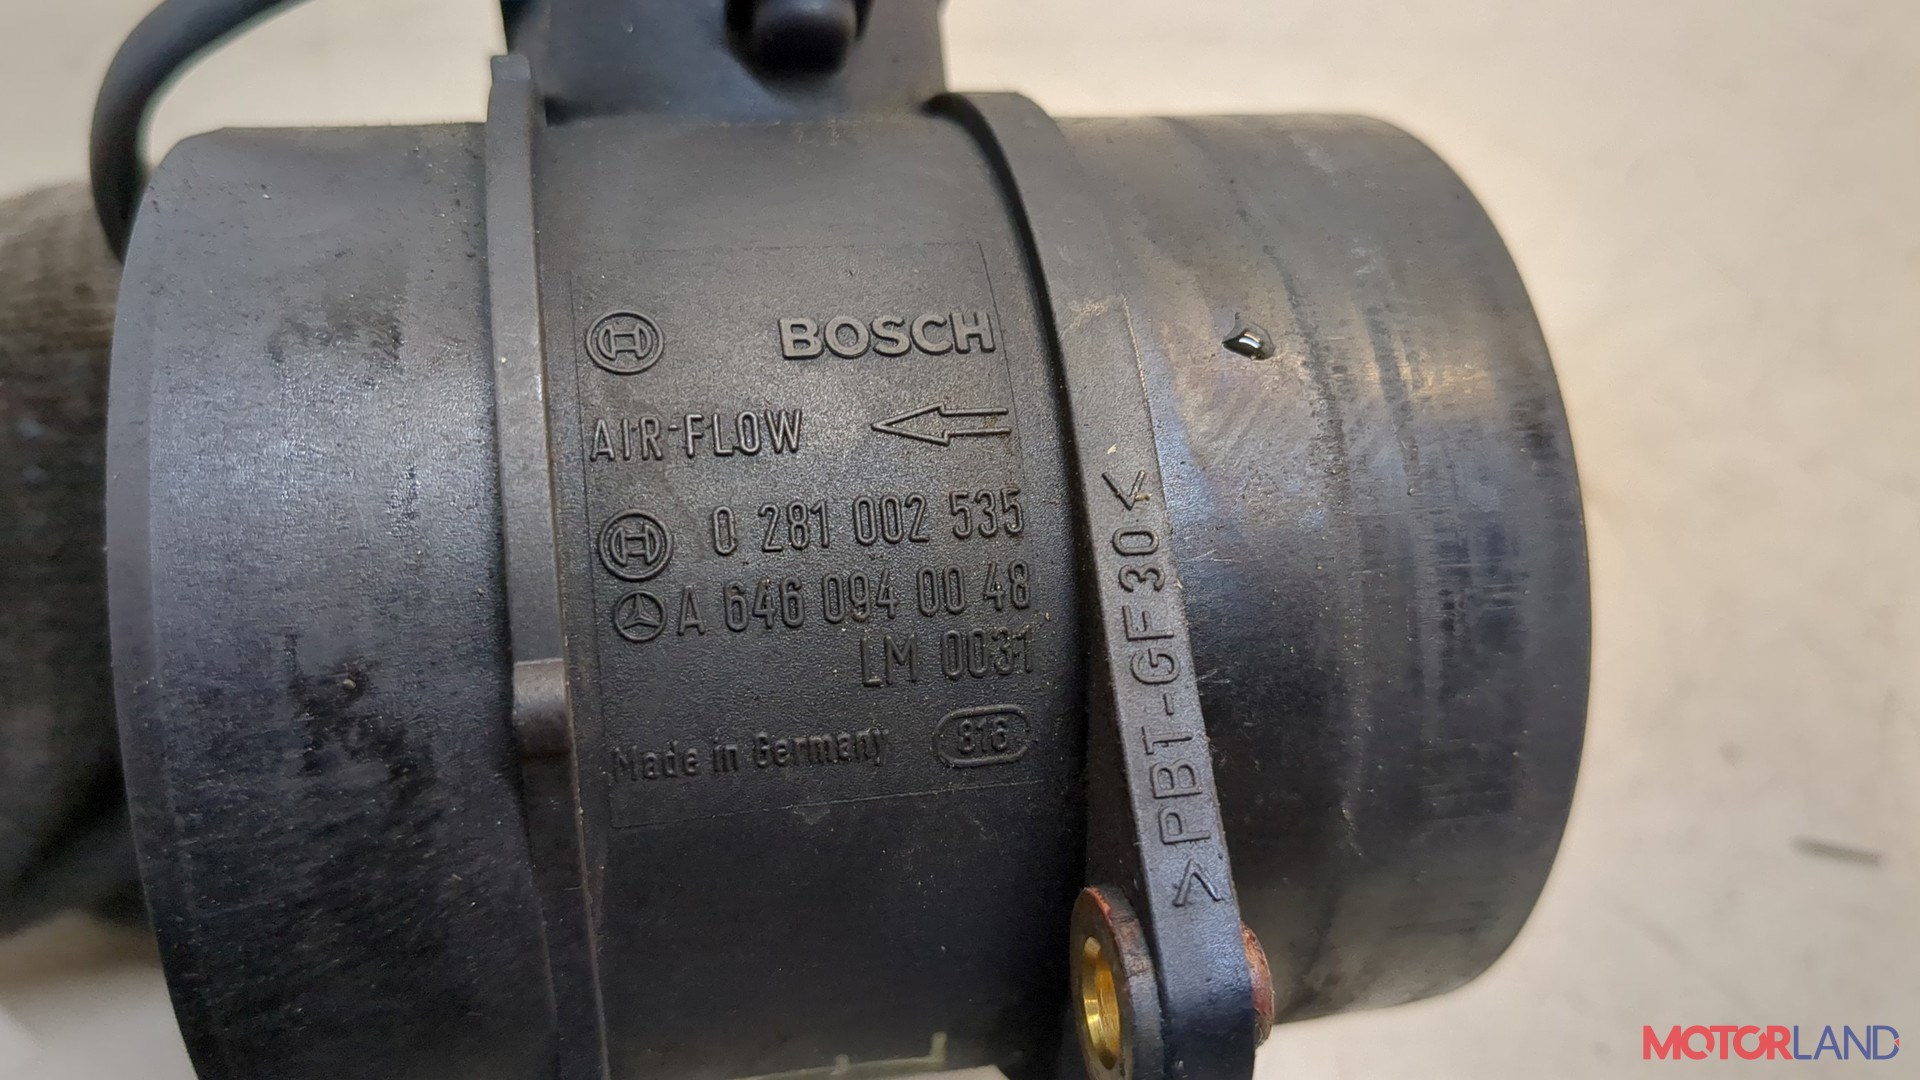 BOSCH
AIR FLOW
0 281 002 535
A 646 094 00 48
LM 0031
Made in Germany 816
>PBT-GF30<
MOTORLAND